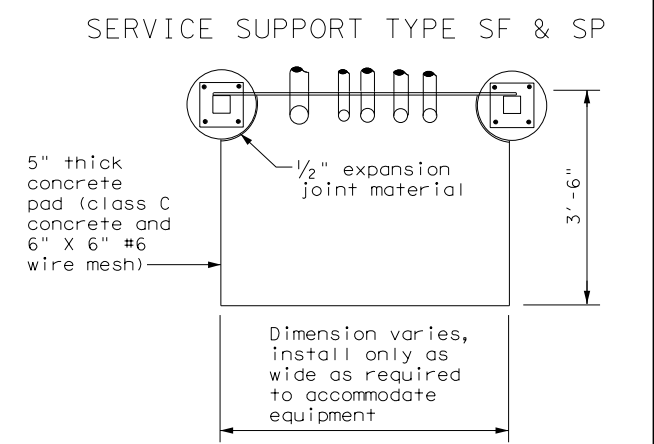 SERVICE SUPPORT TYPE SF & SP
5" thick
concrete
pad (class C
concrete and
6" X 6" #6
wire mesh)
1/2" expansion
joint material
3'-6"
Dimension varies,
install only as
wide as required
to accommodate
equipment